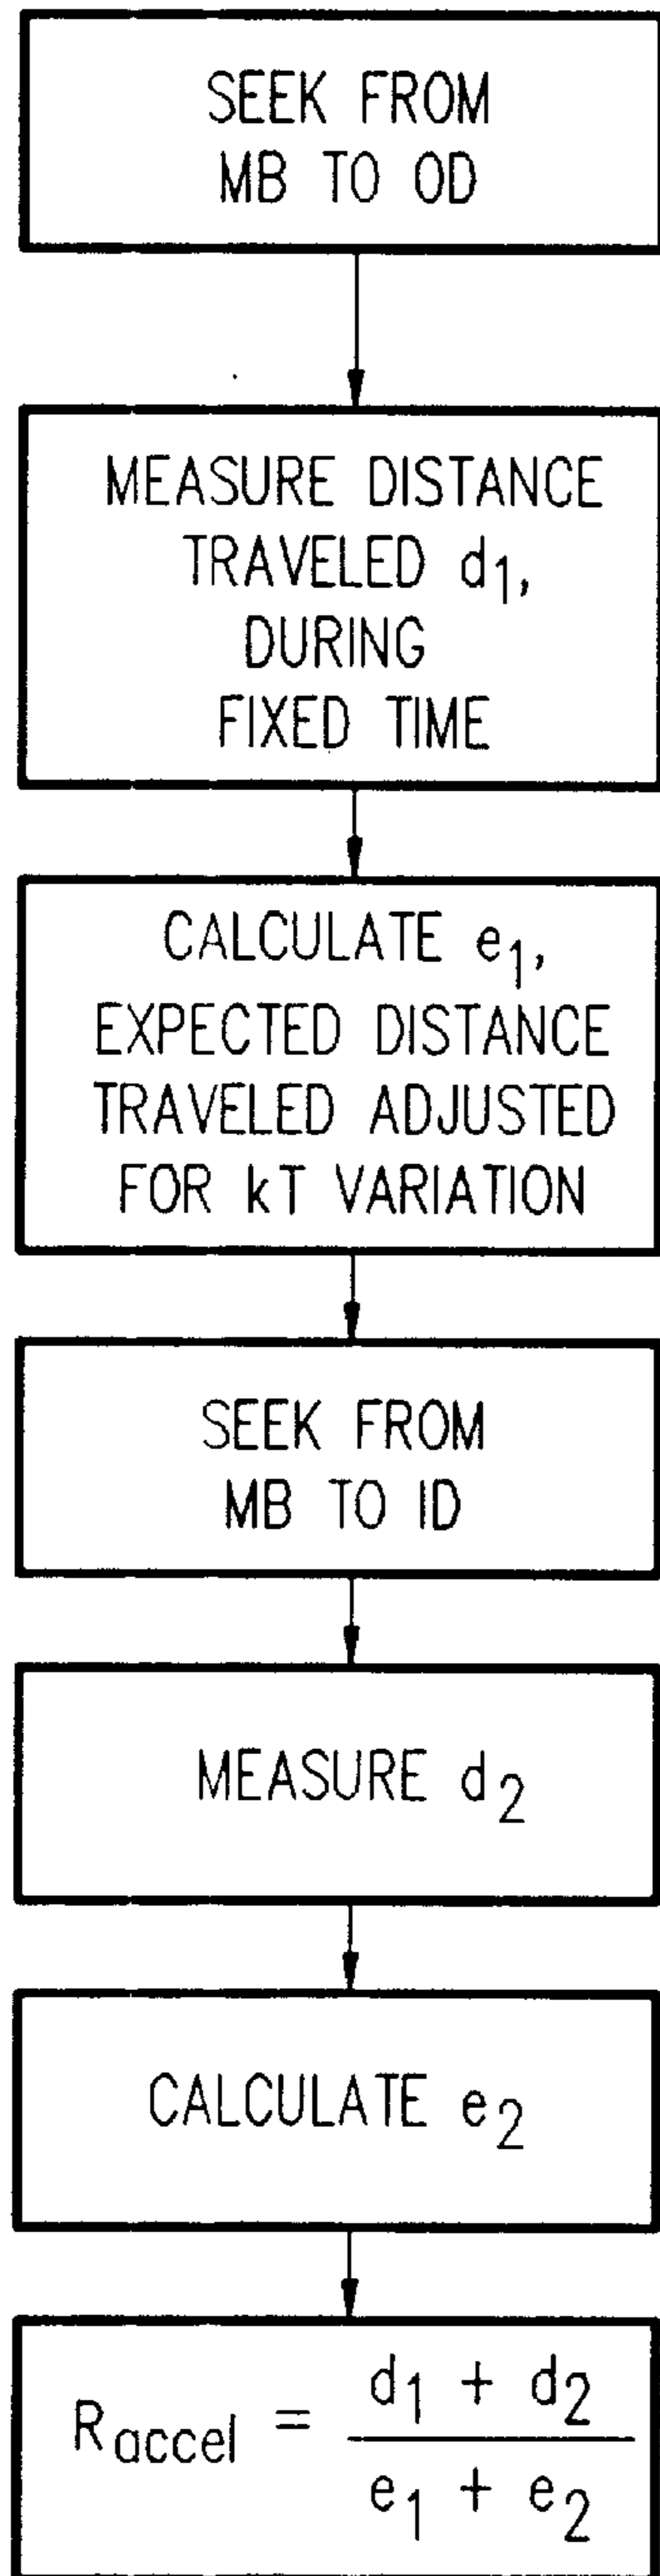 SEEK FROM
MB TO OD
MEASURE DISTANCE
TRAVELED d₁,
DURING
FIXED TIME
CALCULATE e₁,
EXPECTED DISTANCE
TRAVELED ADJUSTED
FOR kT VARIATION
SEEK FROM
MB TO ID
MEASURE d₂
CALCULATE e₂
R_accel = (d₁ + d₂) / (e₁ + e₂)